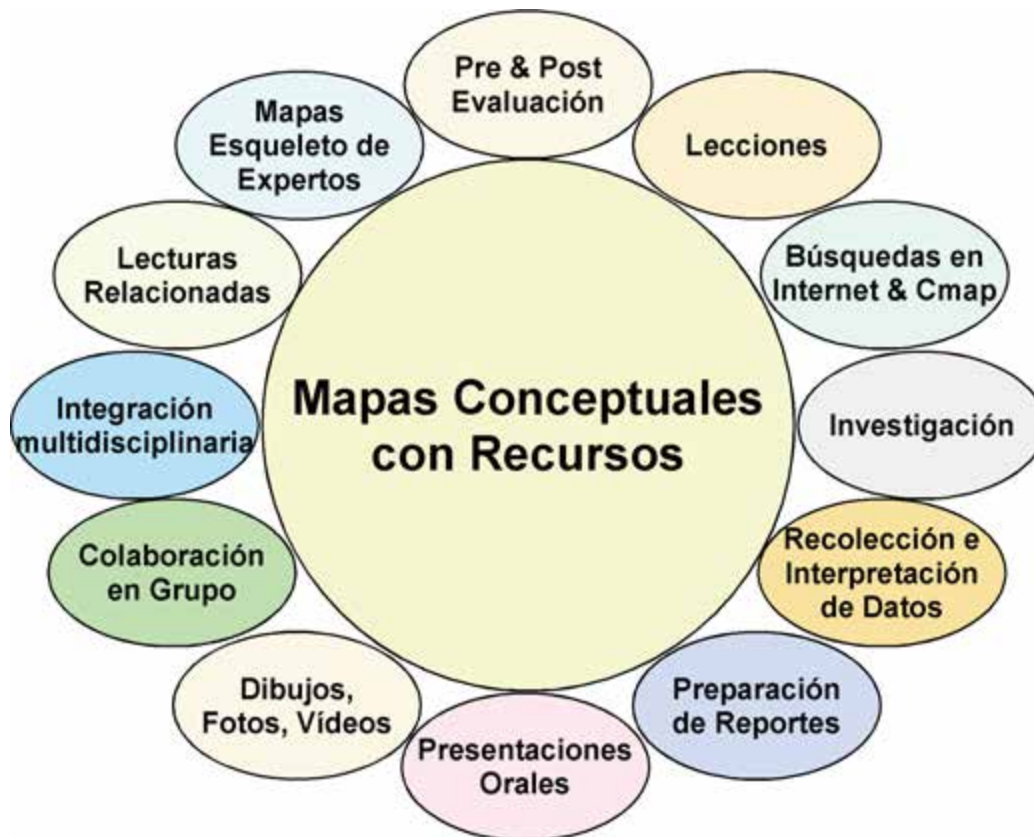 Pre & Post
Evaluación
Lecciones
Búsquedas en
Internet & Cmap
Investigación
Recolección e
Interpretación
de Datos
Preparación
de Reportes
Presentaciones
Orales
Dibujos,
Fotos, Vídeos
Colaboración
en Grupo
Integración
multidisciplinaria
Lecturas
Relacionadas
Mapas
Esqueleto de
Expertos
Mapas Conceptuales
con Recursos